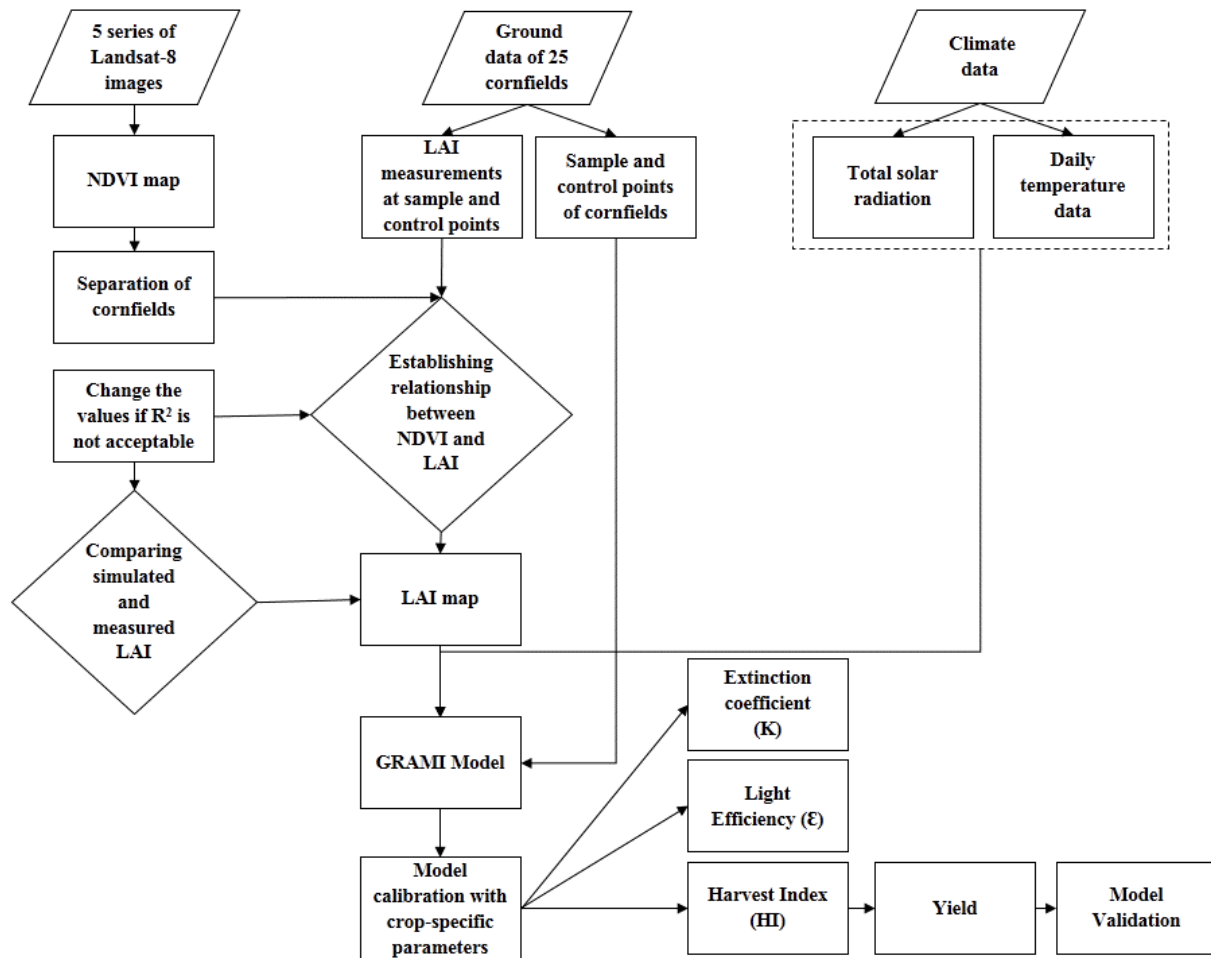 5 series of
Landsat-8
images
Ground
data of 25
cornfields
Climate
data
NDVI map
LAI
measurements
at sample and
control points
Sample and
control points
of cornfields
Total solar
radiation
Daily
temperature
data
Separation of
cornfields
Change the
values if R² is
not acceptable
Establishing
relationship
between
NDVI and
LAI
Comparing
simulated
and
measured
LAI
LAI map
GRAMI Model
Extinction
coefficient
(K)
Light
Efficiency (Ɛ)
Model
calibration with
crop-specific
parameters
Harvest Index
(HI)
Yield
Model
Validation